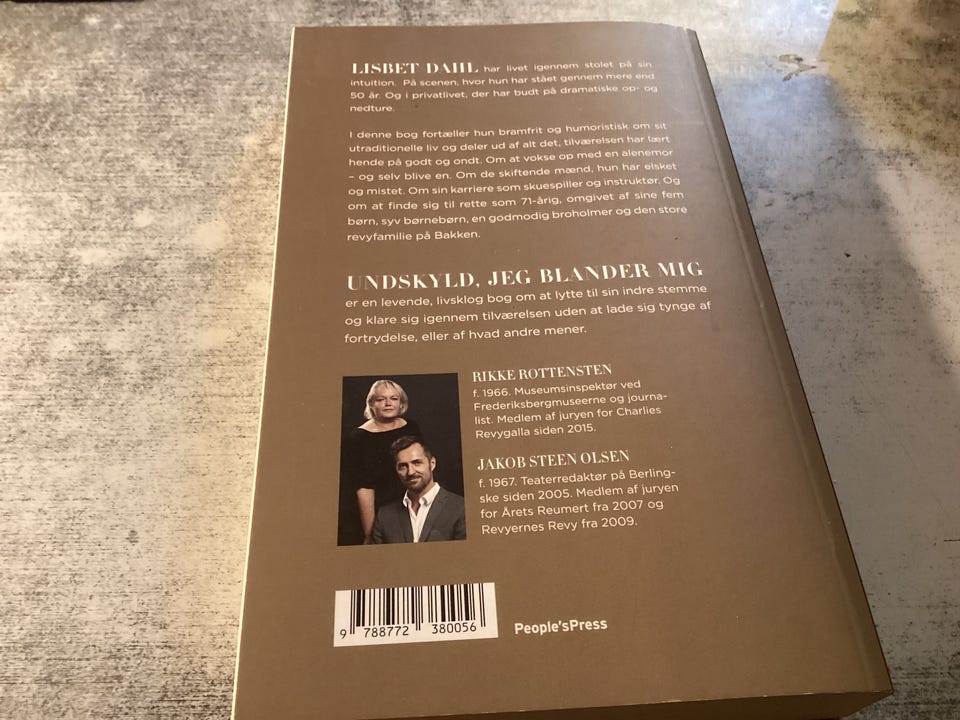 LISBET DAHL har livet igennem stolet på sin
intuition. På scenen, hvor hun har stået gennem mere end
50 år. Og i privatlivet, der har budt på dramatiske op- og
nedture.
I denne bog fortæller hun bramfrit og humoristisk om sit
utraditionelle liv og deler ud af alt det, tilværelsen har lært
hende på godt og ondt. Om at vokse op med en alenemor
– og selv blive en. Om de skiftende mænd, hun har elsket
og mistet. Om sin karriere som skuespiller og instruktør. Og
om at finde sig til rette som 71-årig, omgivet af sine fem
børn, syv børnebørn, en godmodig broholmer og den store
revyfamilie på Bakken.
UNDSKYLD, JEG BLANDER MIG
er en levende, livsklog bog om at lytte til sin indre stemme
og klare sig igennem tilværelsen uden at lade sig tynge af
fortrydelse, eller af hvad andre mener.
RIKKE ROTTENSTEN
f. 1966. Museumsinspektør ved
Frederiksbergmuseerne og journa-
list. Medlem af juryen for Charlies
Revygalla siden 2015.
JAKOB STEEN OLSEN
f. 1967. Teaterredaktør på Berling-
ske siden 2005. Medlem af juryen
for Årets Reumert fra 2007 og
Revyernes Revy fra 2009.
9 788772 380056
People'sPress